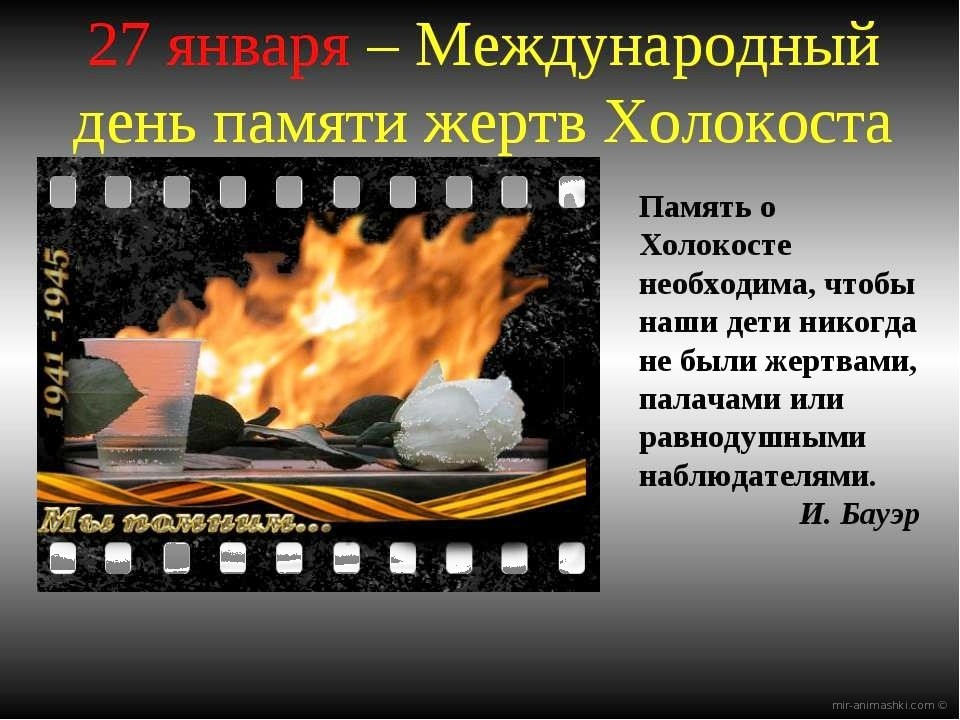 27 января – Международный
день памяти жертв Холокоста
1941 - 1945
Мы помним...
Память о
Холокосте
необходима, чтобы
наши дети никогда
не были жертвами,
палачами или
равнодушными
наблюдателями.
И. Бауэр
mir-animashki.com ©